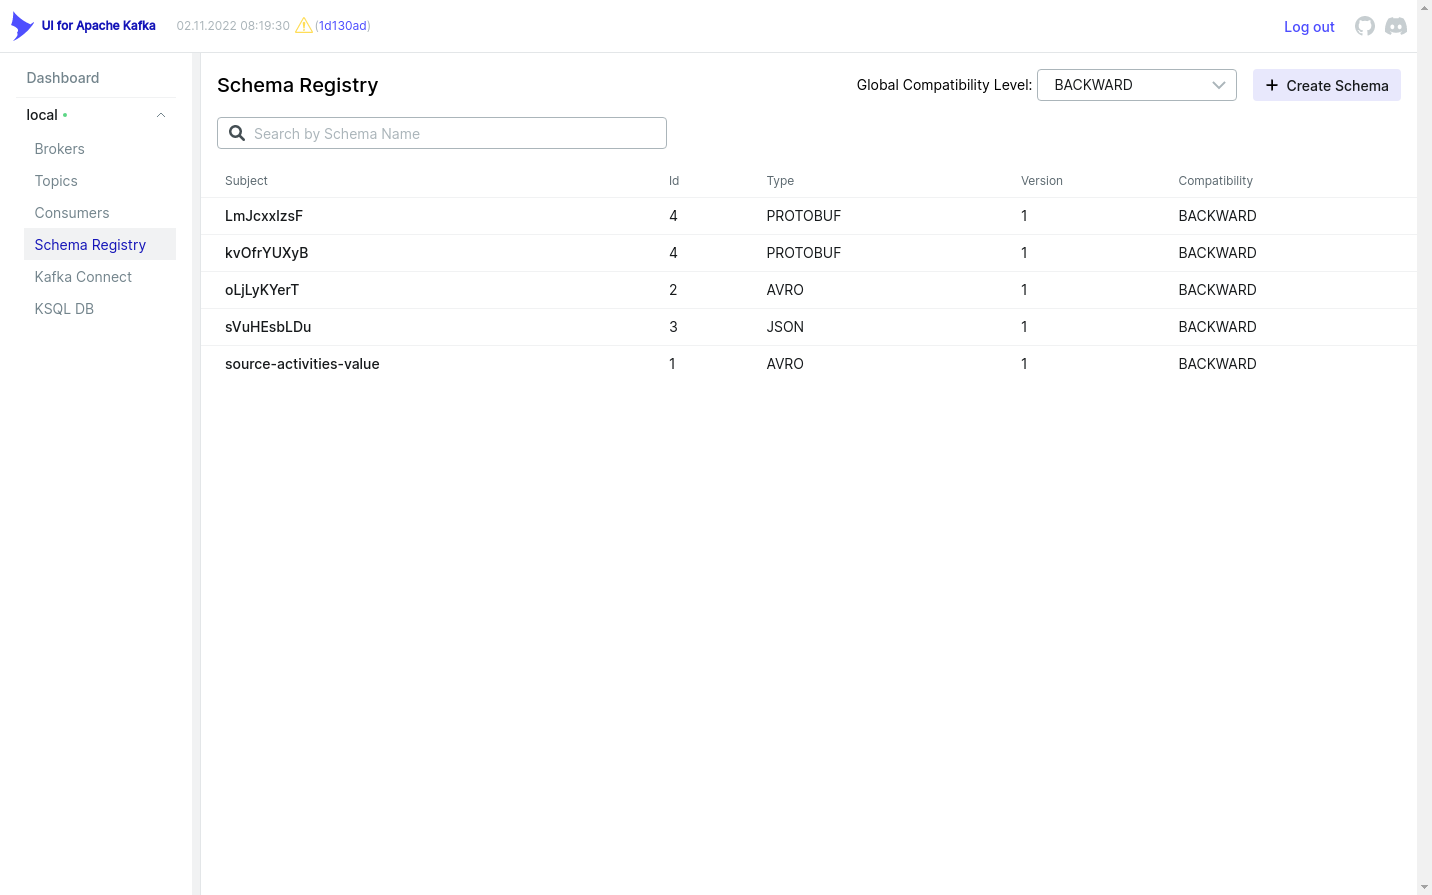 UI for Apache Kafka 02.11.2022 08:19:30 (1d130ad) Log out
Dashboard
local
Brokers
Topics
Consumers
Schema Registry
Kafka Connect
KSQL DB
Schema Registry Global Compatibility Level: BACKWARD Create Schema
Search by Schema Name
Subject Id Type Version Compatibility
LmJcxxlzsF 4 PROTOBUF 1 BACKWARD
kvOfrYUXyB 4 PROTOBUF 1 BACKWARD
oLjLyKYerT 2 AVRO 1 BACKWARD
sVuHEsbLDu 3 JSON 1 BACKWARD
source-activities-value 1 AVRO 1 BACKWARD